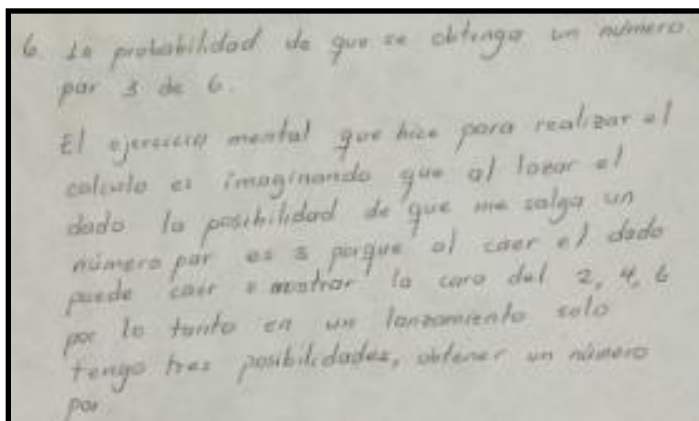 6. La probabilidad de que se obtenga un número
par 3 de 6.
El ejercicio mental que hice para realizar el
calculo es imaginando que al lazar el
dado la posibilidad de que me salga un
número par es 3 porque al caer el dado
puede caer o mostrar la cara del 2, 4, 6
por lo tanto en un lanzamiento solo
tengo tres posibilidades, obtener un número
par.